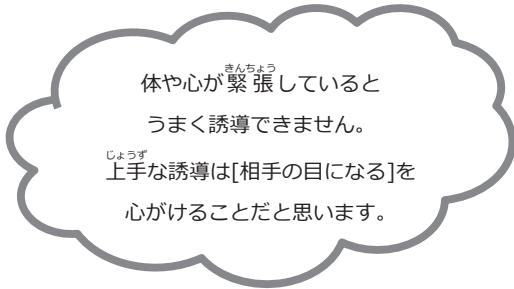 体や心が緊張していると
うまく誘導できません。
上手な誘導は[相手の目になる]を
心がけることだと思います。